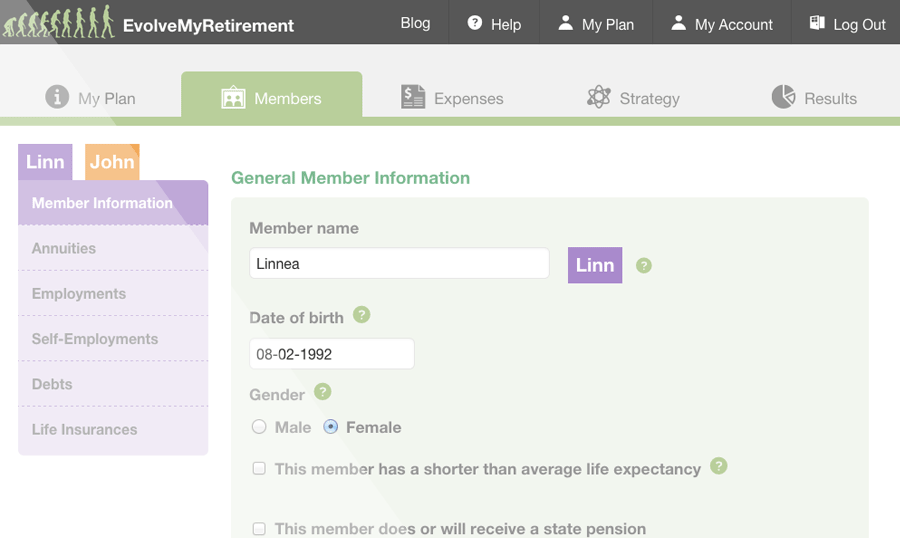 EvolveMyRetirement Blog ? Help My Plan My Account Log Out
i My Plan Members $ Expenses Strategy Results
Linn John
Member Information
Annuities
Employments
Self-Employments
Debts
Life Insurances
General Member Information
Member name
Linnea Linn ?
Date of birth ?
08-02-1992
Gender ?
Male Female
This member has a shorter than average life expectancy ?
This member does or will receive a state pension